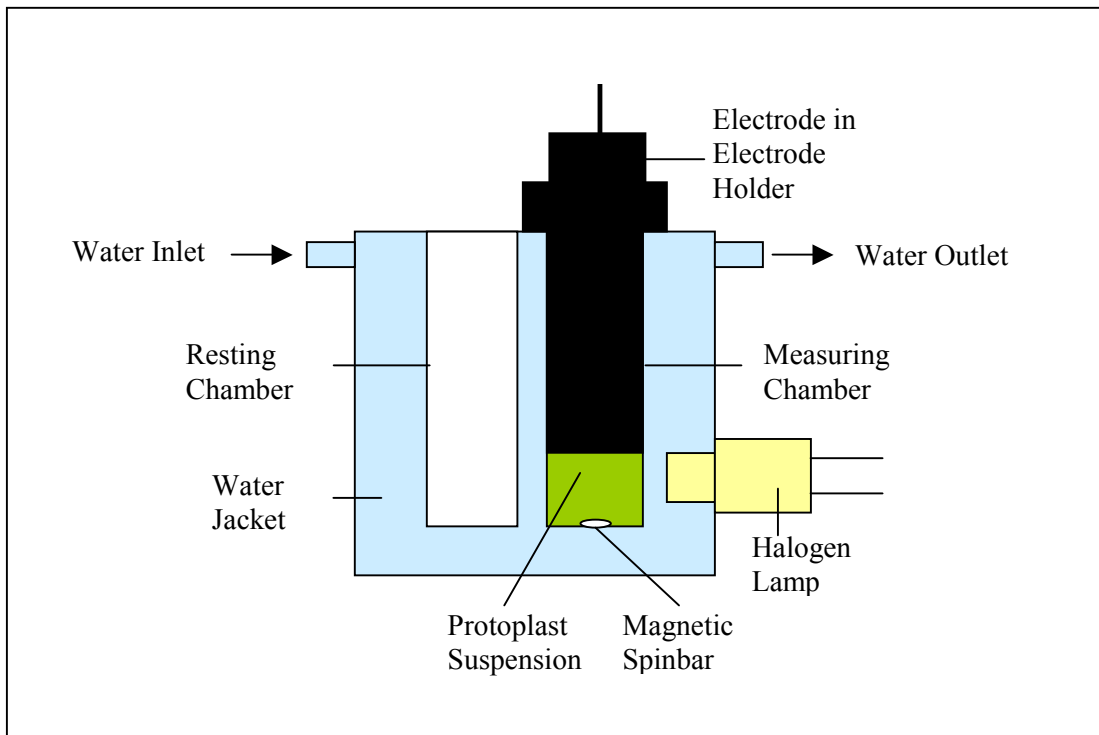 Electrode in
Electrode
Holder
Water Inlet
Water Outlet
Resting
Chamber
Measuring
Chamber
Water
Jacket
Halogen
Lamp
Protoplast
Suspension
Magnetic
Spinbar